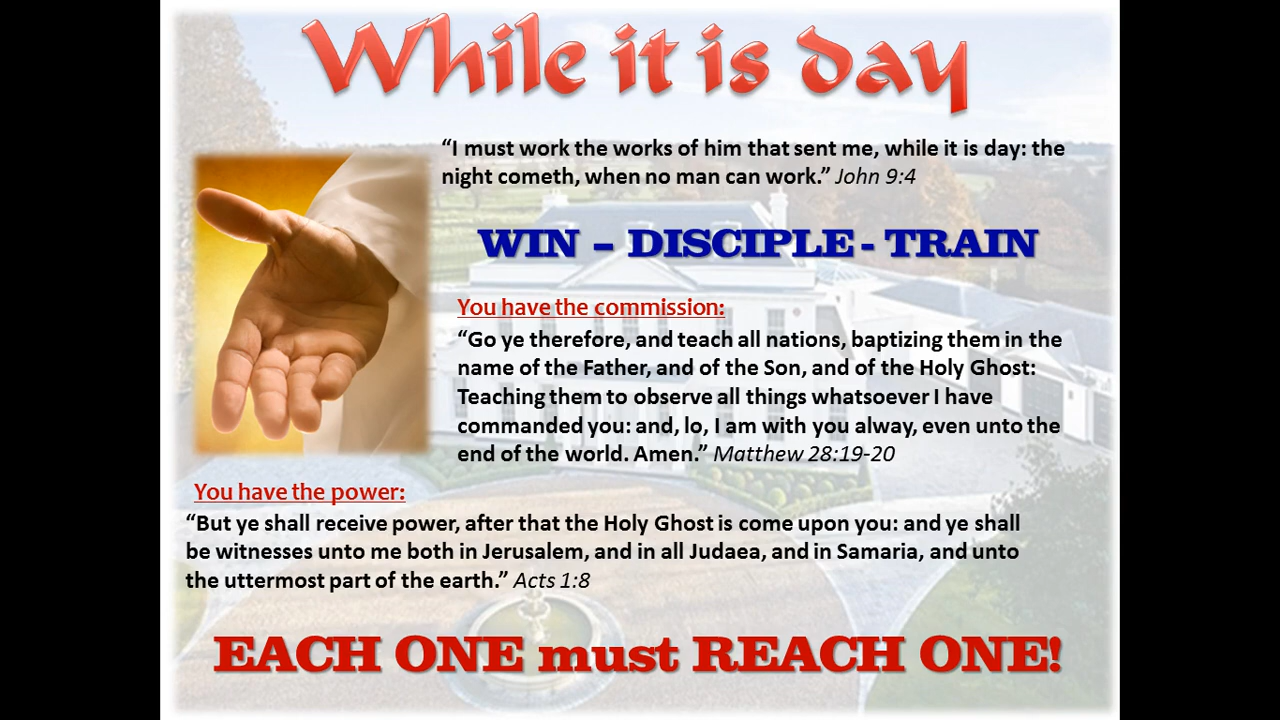 While it is day
“I must work the works of him that sent me, while it is day: the
night cometh, when no man can work.” John 9:4
WIN – DISCIPLE - TRAIN
You have the commission:
“Go ye therefore, and teach all nations, baptizing them in the
name of the Father, and of the Son, and of the Holy Ghost:
Teaching them to observe all things whatsoever I have
commanded you: and, lo, I am with you alway, even unto the
end of the world. Amen.” Matthew 28:19-20
You have the power:
“But ye shall receive power, after that the Holy Ghost is come upon you: and ye shall
be witnesses unto me both in Jerusalem, and in all Judaea, and in Samaria, and unto
the uttermost part of the earth.” Acts 1:8
EACH ONE must REACH ONE!